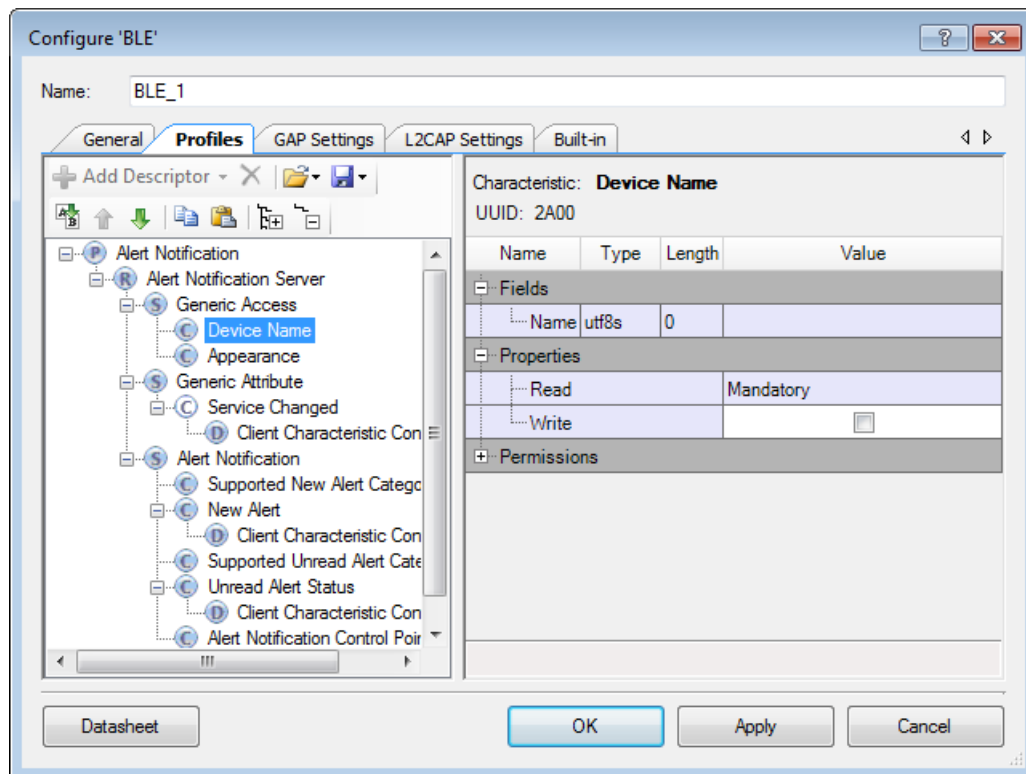 Configure 'BLE'
Name: BLE_1
General Profiles GAP Settings L2CAP Settings Built-in
Add Descriptor
Characteristic: Device Name
UUID: 2A00
Name Type Length Value
Fields
Name utf8s 0
Properties
Read Mandatory
Write
Permissions
P Alert Notification
R Alert Notification Server
S Generic Access
C Device Name
C Appearance
S Generic Attribute
C Service Changed
D Client Characteristic Con
S Alert Notification
C Supported New Alert Catego
C New Alert
D Client Characteristic Con
C Supported Unread Alert Cate
C Unread Alert Status
D Client Characteristic Con
C Alert Notification Control Poin
Datasheet OK Apply Cancel